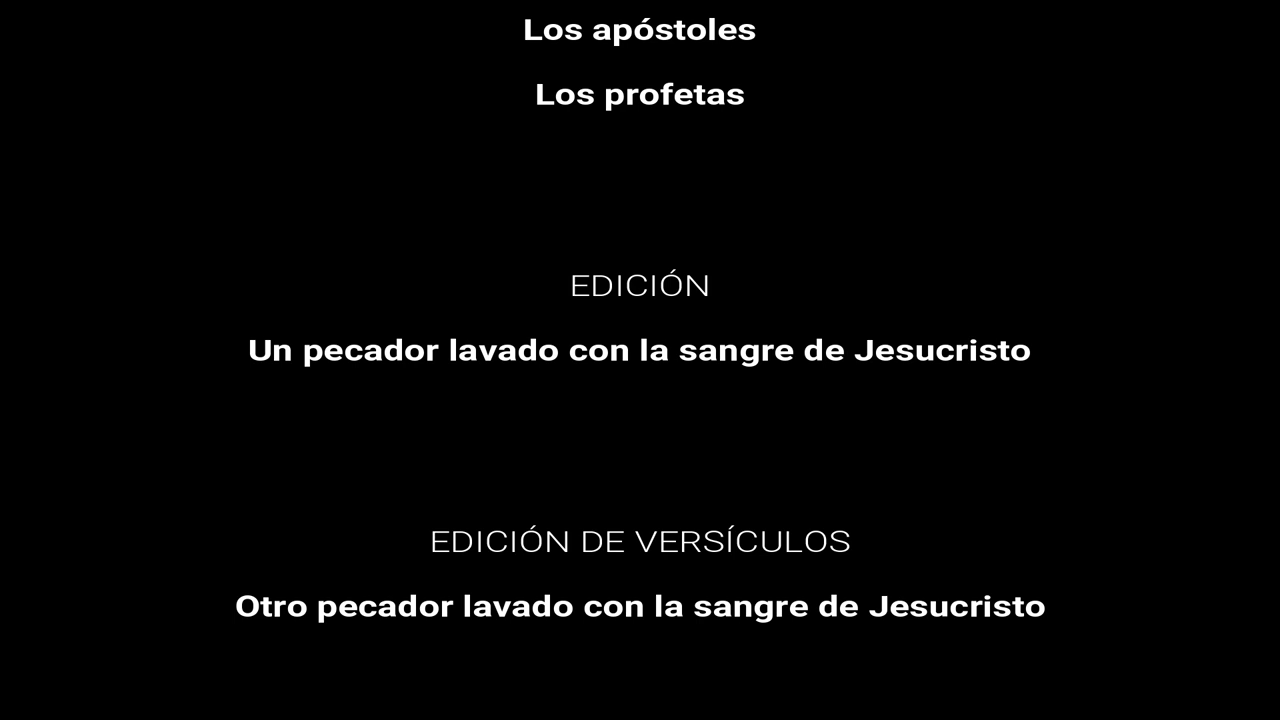 Los apóstoles
Los profetas
EDICIÓN
Un pecador lavado con la sangre de Jesucristo
EDICIÓN DE VERSÍCULOS
Otro pecador lavado con la sangre de Jesucristo